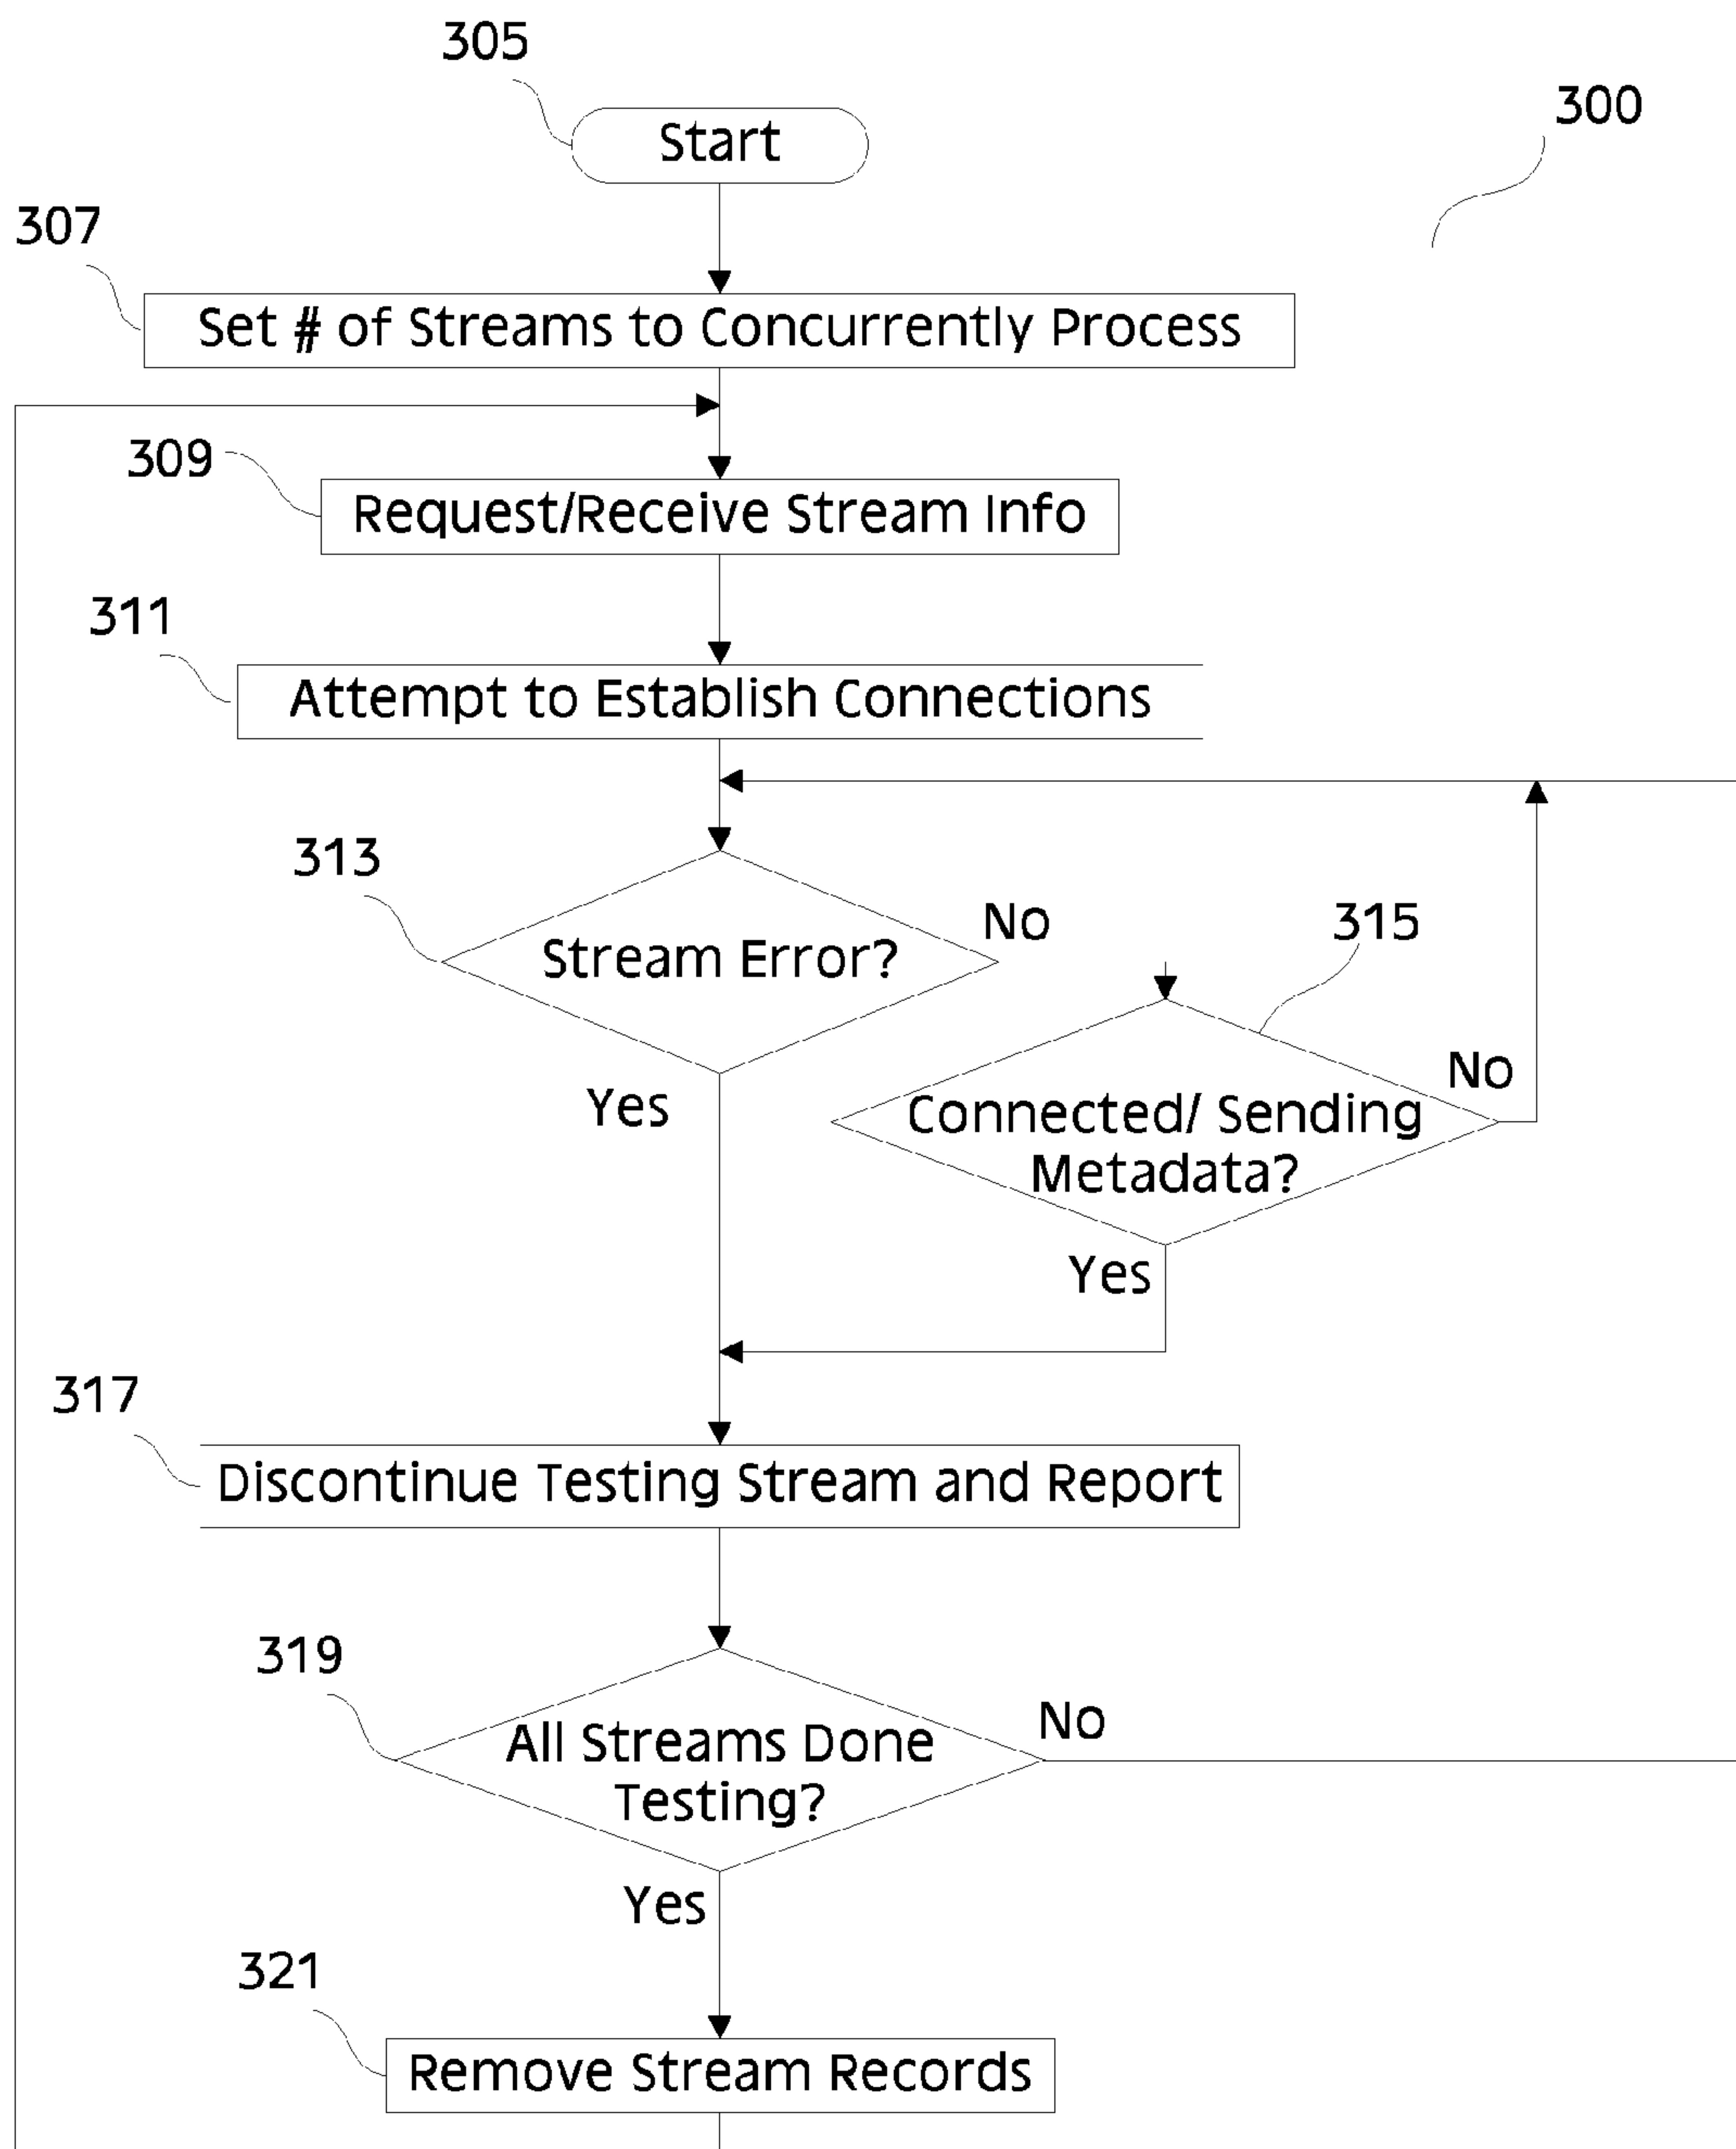 305
Start
300
307
Set # of Streams to Concurrently Process
309
Request/Receive Stream Info
311
Attempt to Establish Connections
313
Stream Error?
No
315
Connected/ Sending
Metadata?
No
Yes
Yes
317
Discontinue Testing Stream and Report
319
All Streams Done
Testing?
No
Yes
321
Remove Stream Records